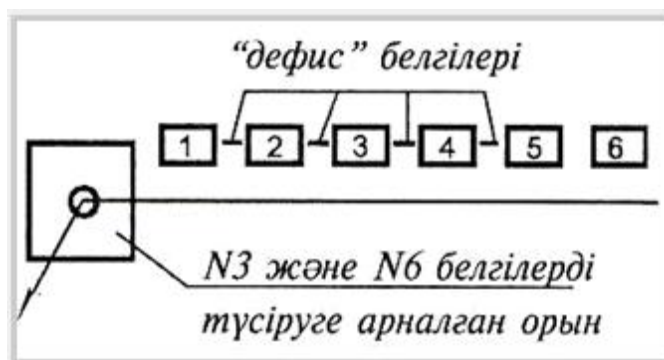 “дефис” белгілері
1 - 2 - 3 - 4 - 5 6
N3 және N6 белгілерді
түсіруге арналған орын